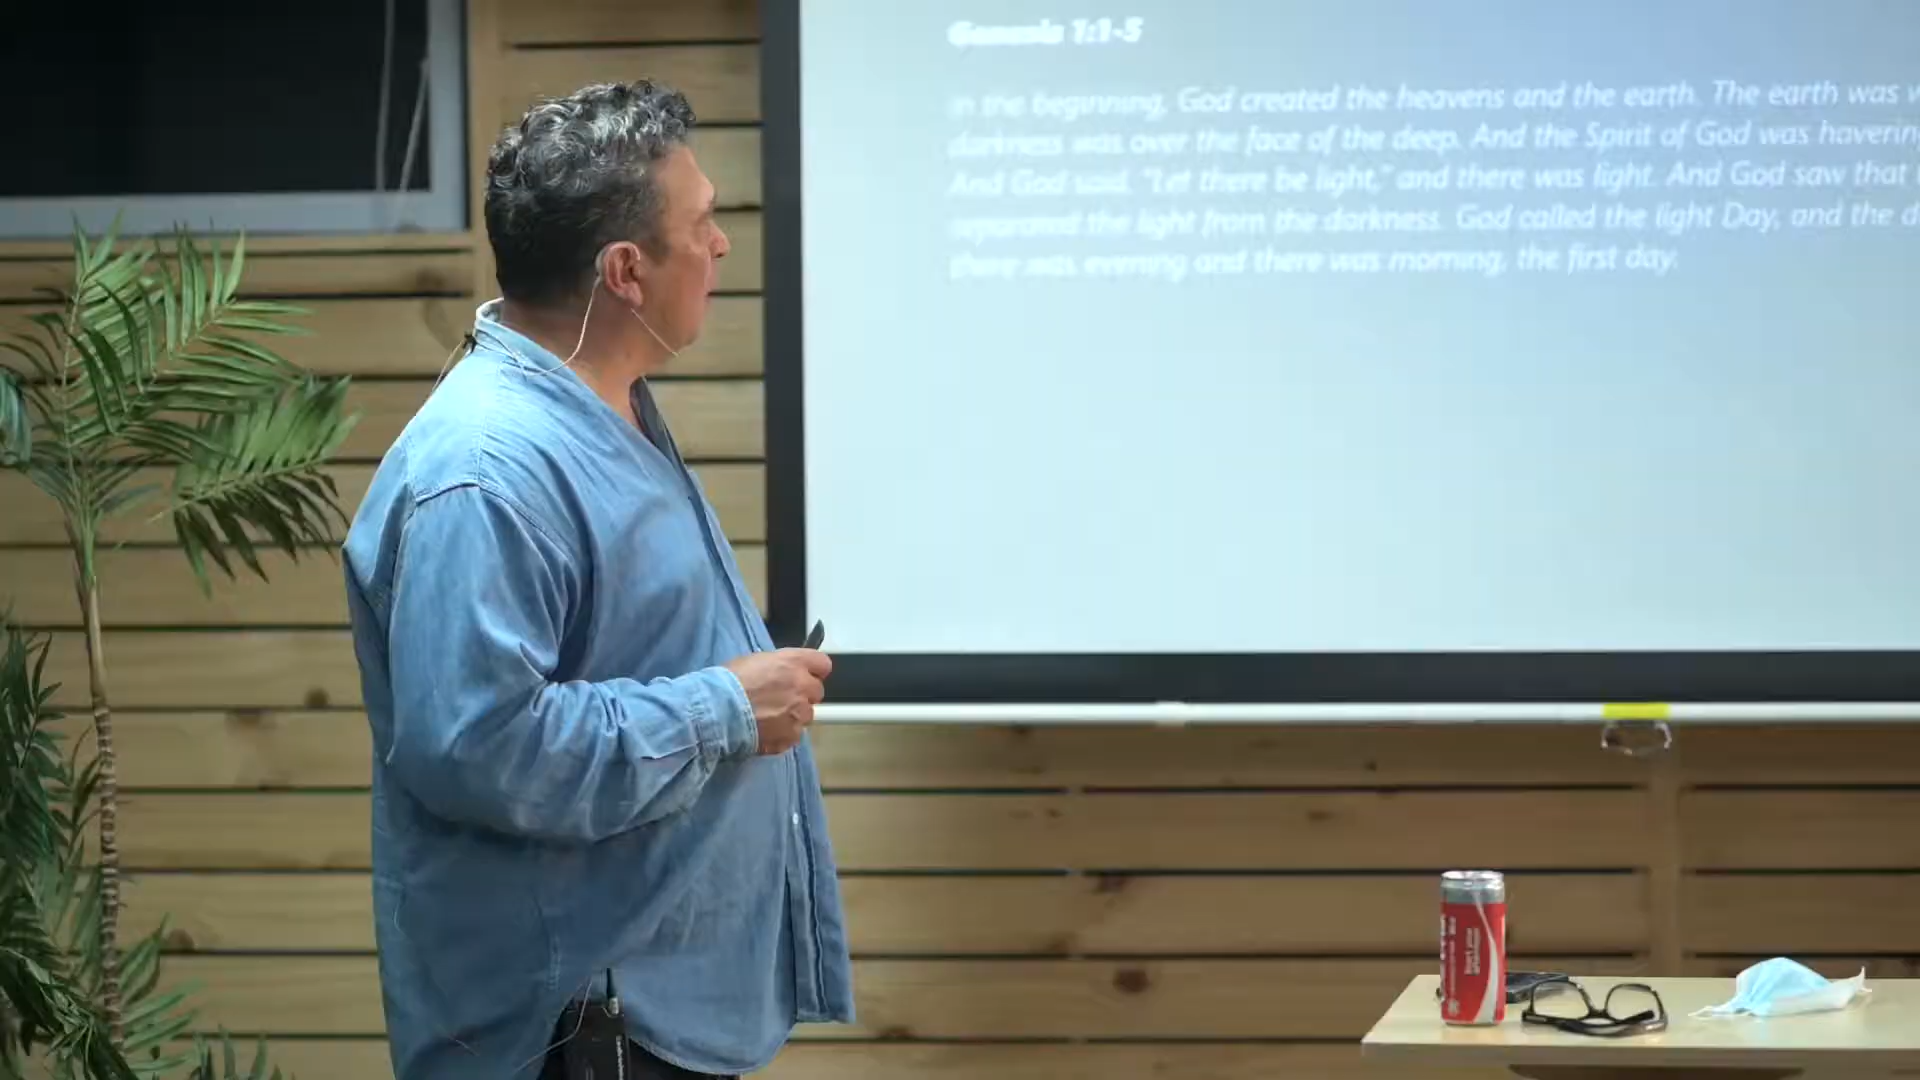 Genesis 1:1-5
In the beginning, God created the heavens and the earth. The earth was
darkness was over the face of the deep. And the Spirit of God was havering
And God said, "Let there be light," and there was light. And God saw that
separated the light from the darkness. God called the light Day, and the
there was evening and there was morning, the first day.